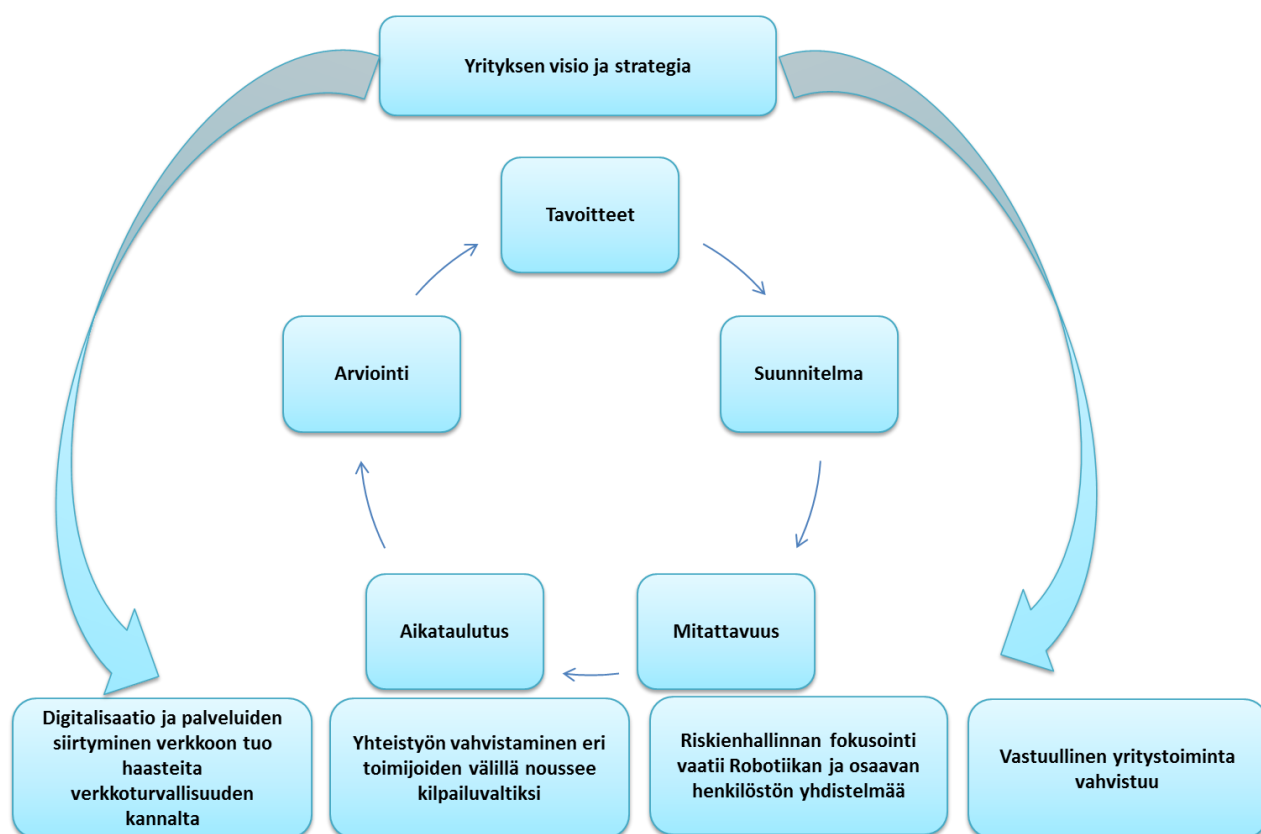 Yrityksen visio ja strategia
Tavoitteet
Suunnitelma
Mitattavuus
Aikataulutus
Arviointi
Digitalisaatio ja palveluiden
siirtyminen verkkoon tuo
haasteita
verkkoturvallisuuden
kannalta
Yhteistyön vahvistaminen eri
toimijoiden välillä noussee
kilpailuvaltiksi
Riskienhallinnan fokusointi
vaatii Robotiikan ja osaavan
henkilöstön yhdistelmää
Vastuullinen yritystoiminta
vahvistuu